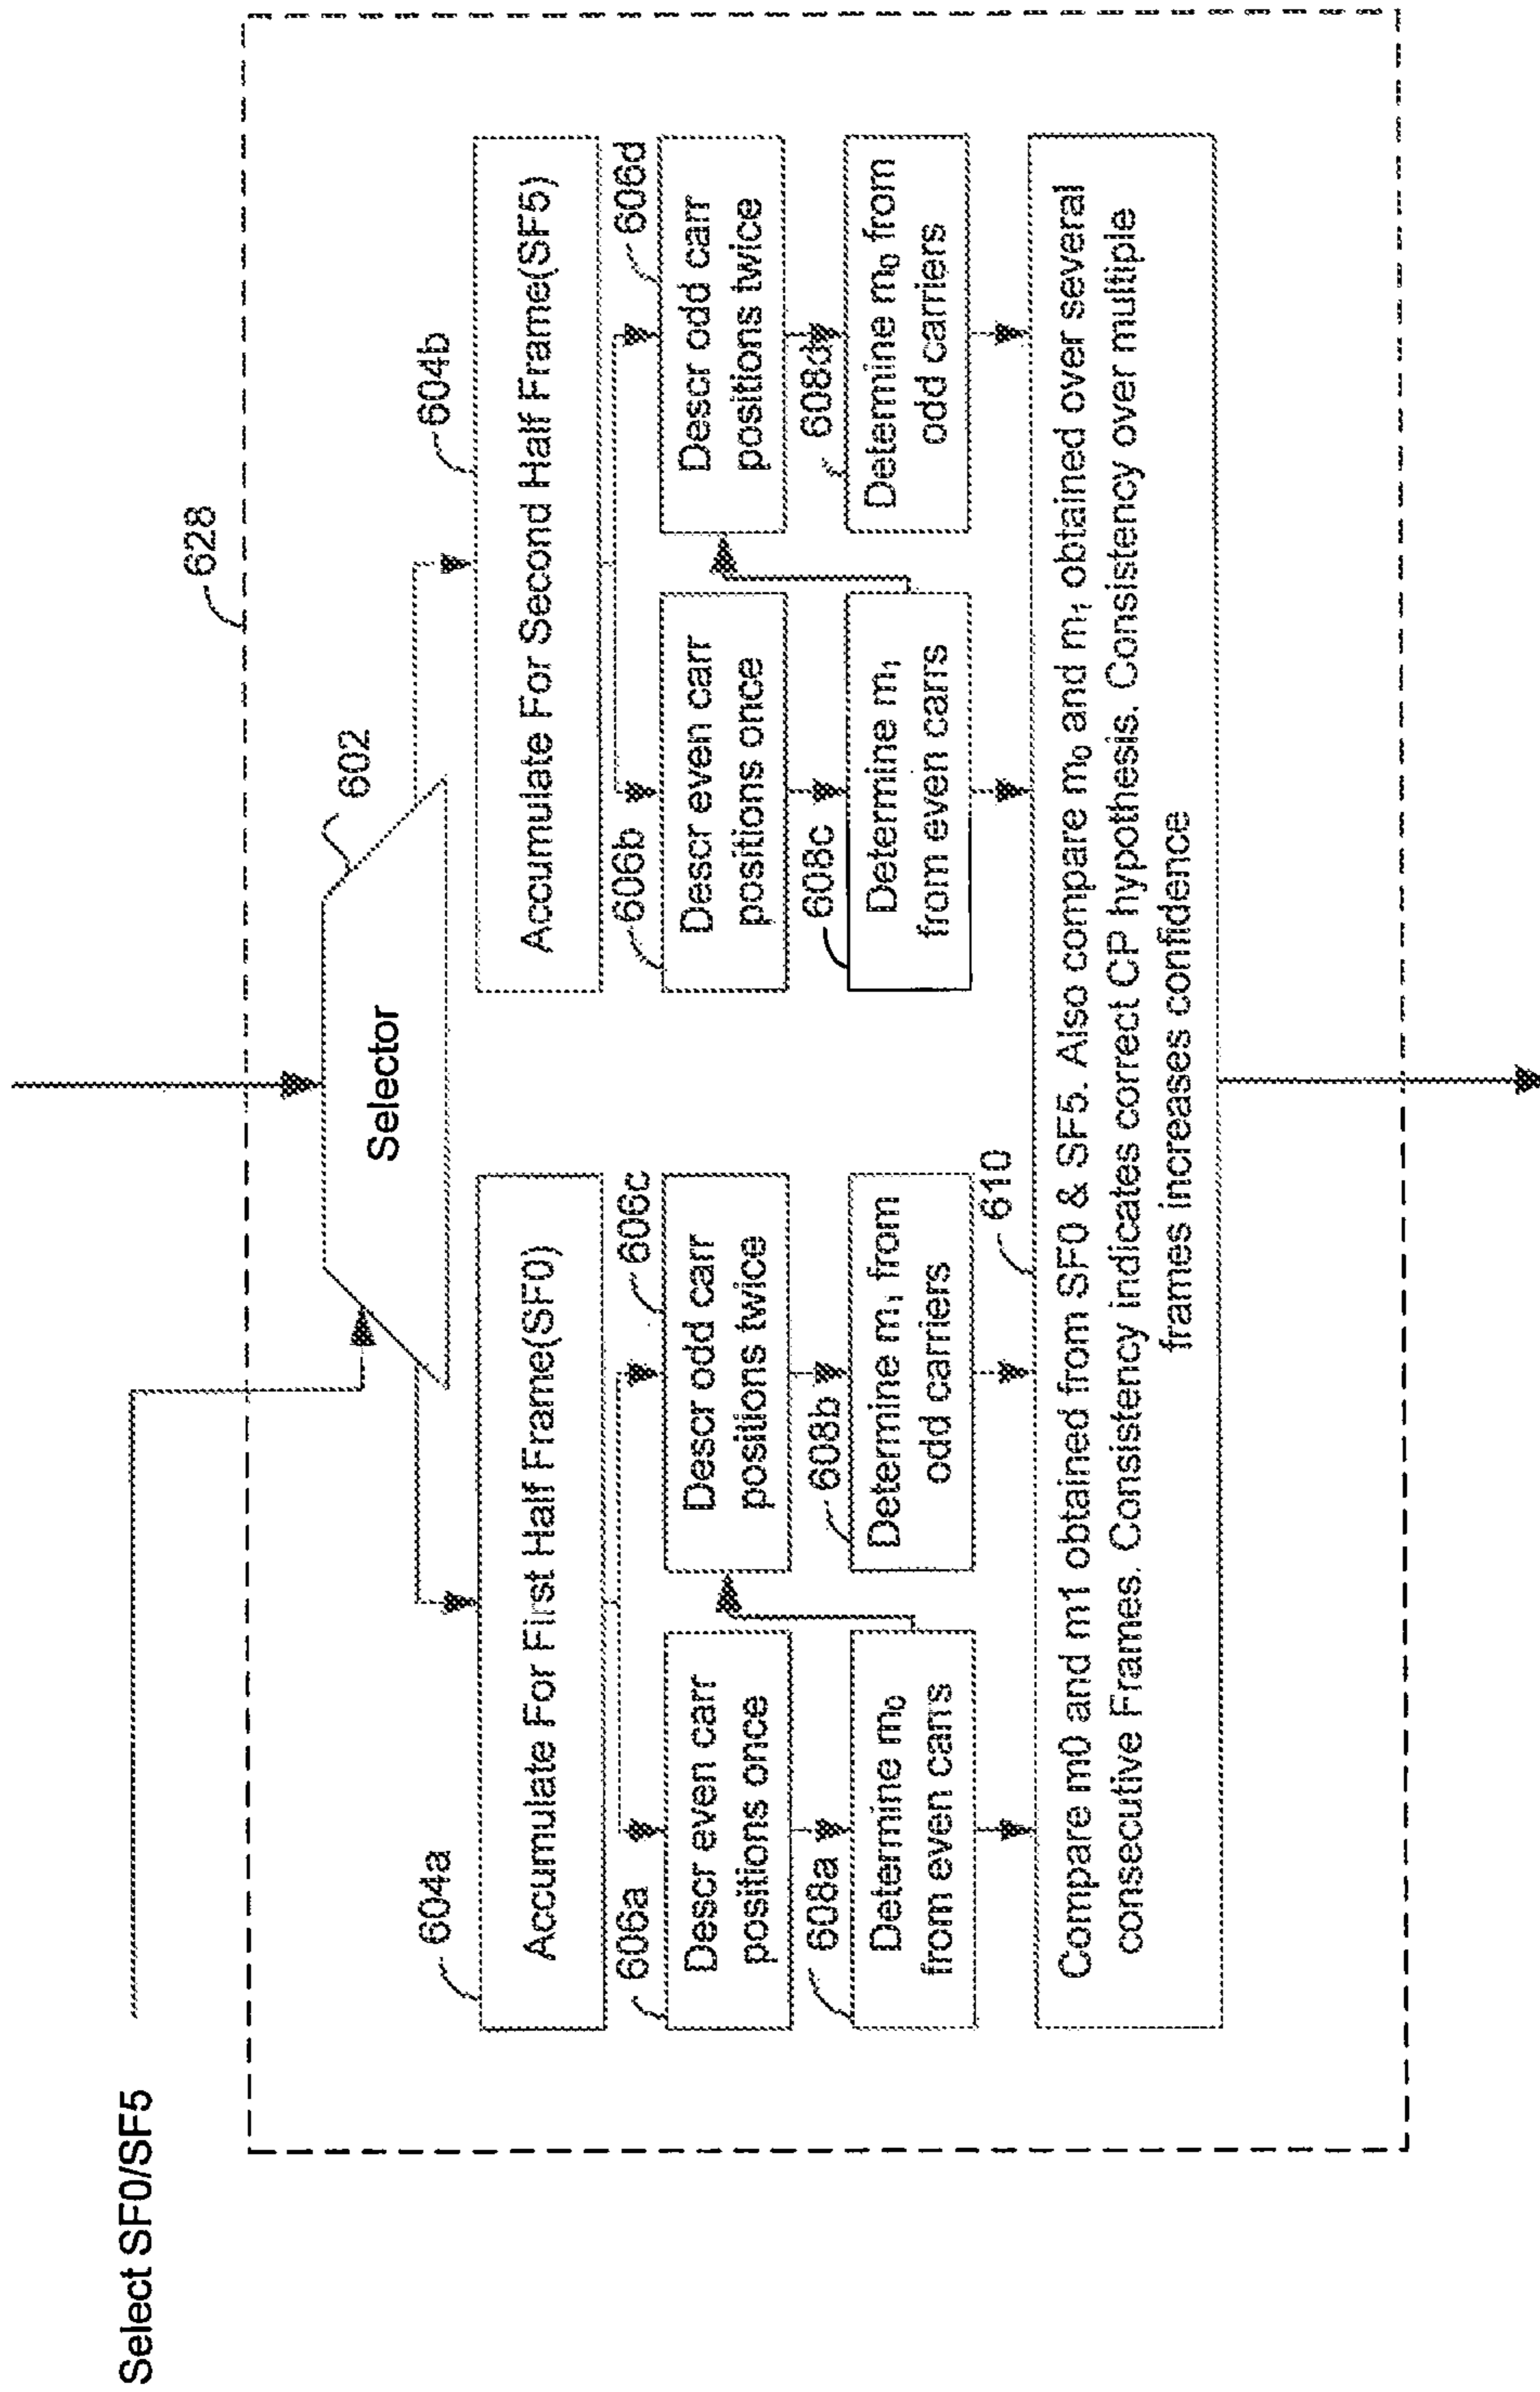 Select SF0/SF5
628
602
Selector
604a
Accumulate For First Half Frame(SF0)
604b
Accumulate For Second Half Frame(SF5)
606a
Descr even carr
positions once
606c
Descr odd carr
positions twice
606b
Descr even carr
positions once
606d
Descr odd carr
positions twice
608a
Determine m₀
from even carrs
608b
Determine m₁ from
odd carriers
608c
Determine m₁
from even carrs
608d
Determine m₀ from
odd carriers
610
Compare m0 and m1 obtained from SF0 & SF5. Also compare m₀ and m₁ obtained over several
consecutive Frames. Consistency indicates correct CP hypothesis. Consistency over multiple
frames increases confidence